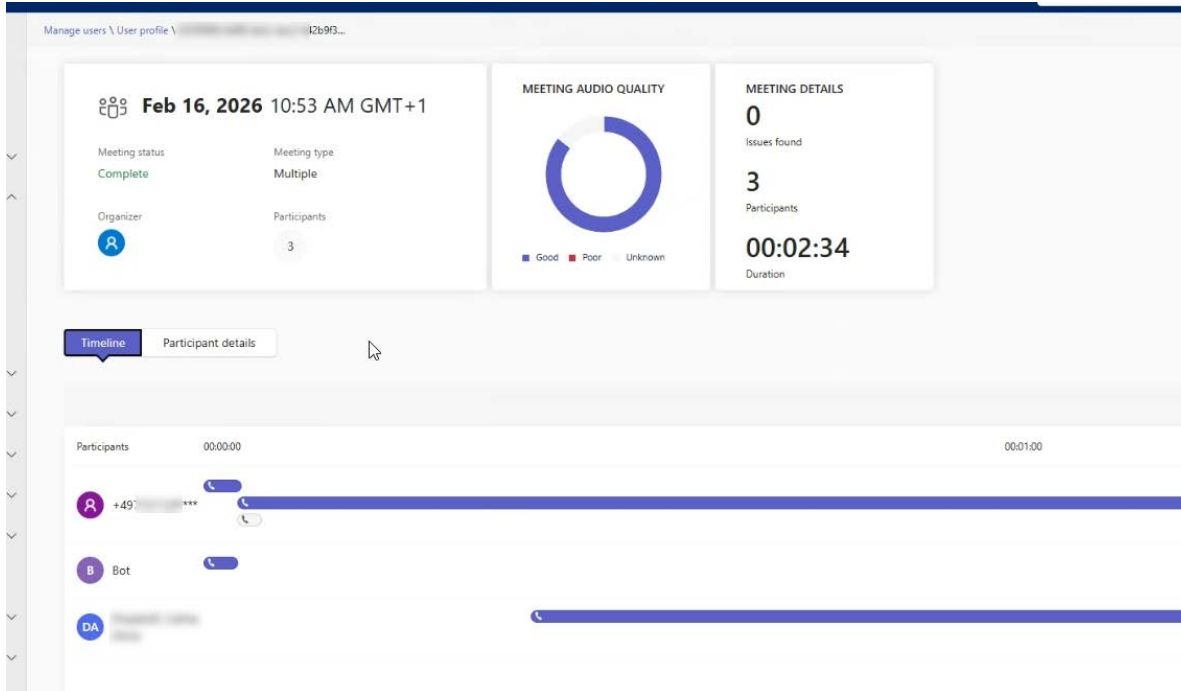 Manage users \ User profile \ 42b9f3...
Feb 16, 2026 10:53 AM GMT+1
Meeting status
Complete
Meeting type
Multiple
Organizer
Participants
3
MEETING AUDIO QUALITY
Good Poor Unknown
MEETING DETAILS
0
Issues found
3
Participants
00:02:34
Duration
Timeline Participant details
Participants 00:00:00 00:01:00
+49 ***
B Bot
DA